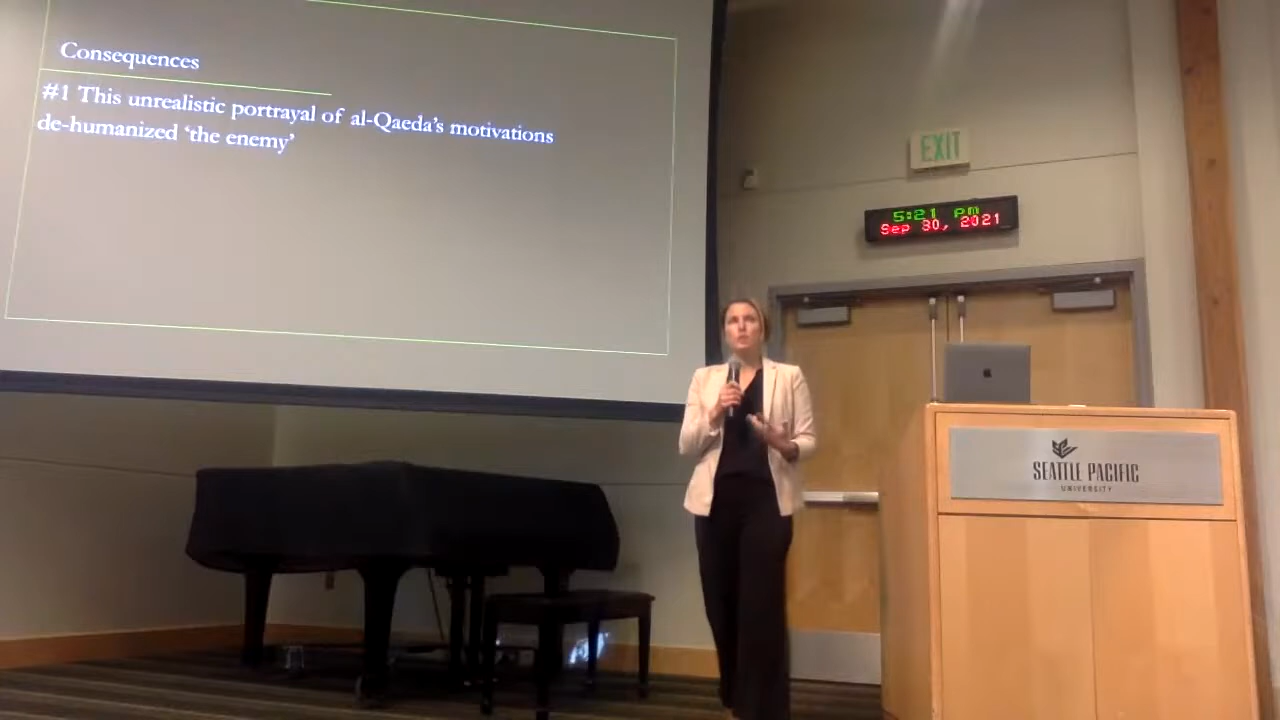 Consequences
#1 This unrealistic portrayal of al-Qaeda's motivations
de-humanized 'the enemy'
EXIT
5:21 pm
Sep 30, 2021
SEATTLE PACIFIC
UNIVERSITY